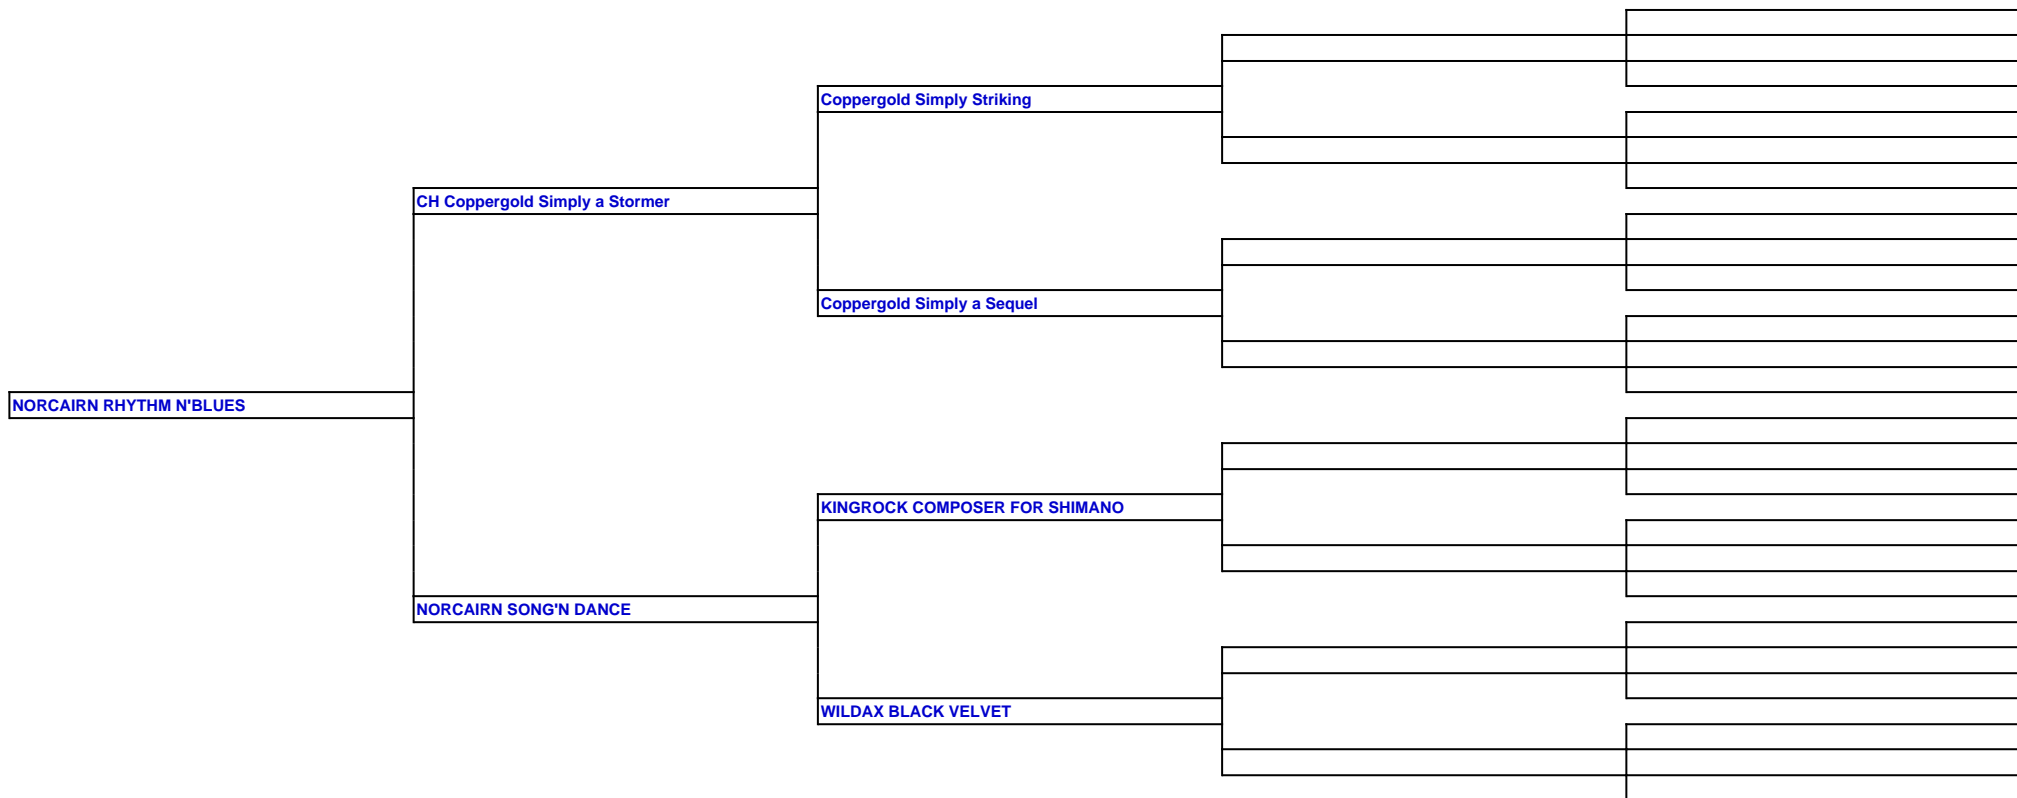 Coppergold Simply Striking
CH Coppergold Simply a Stormer
Coppergold Simply a Sequel
NORCAIRN RHYTHM N'BLUES
KINGROCK COMPOSER FOR SHIMANO
NORCAIRN SONG'N DANCE
WILDAX BLACK VELVET